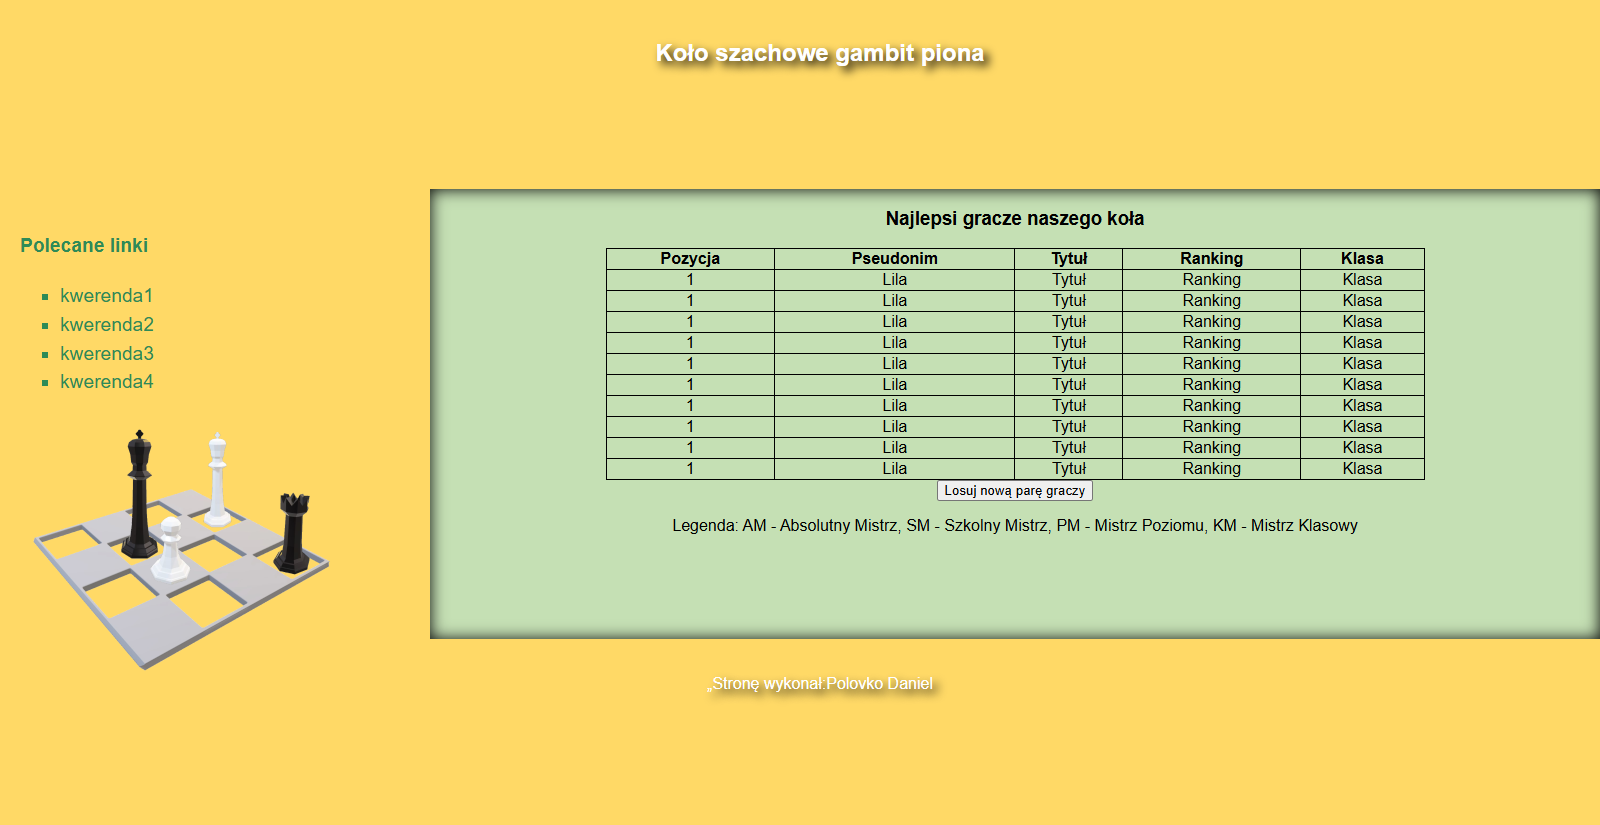 Koło szachowe gambit piona
Polecane linki
kwerenda1
kwerenda2
kwerenda3
kwerenda4
Najlepsi gracze naszego koła
Pozycja Pseudonim Tytuł Ranking Klasa
1 Lila Tytuł Ranking Klasa
1 Lila Tytuł Ranking Klasa
1 Lila Tytuł Ranking Klasa
1 Lila Tytuł Ranking Klasa
1 Lila Tytuł Ranking Klasa
1 Lila Tytuł Ranking Klasa
1 Lila Tytuł Ranking Klasa
1 Lila Tytuł Ranking Klasa
1 Lila Tytuł Ranking Klasa
1 Lila Tytuł Ranking Klasa
Losuj nową parę graczy
Legenda: AM - Absolutny Mistrz, SM - Szkolny Mistrz, PM - Mistrz Poziomu, KM - Mistrz Klasowy
„Stronę wykonał:Polovko Daniel